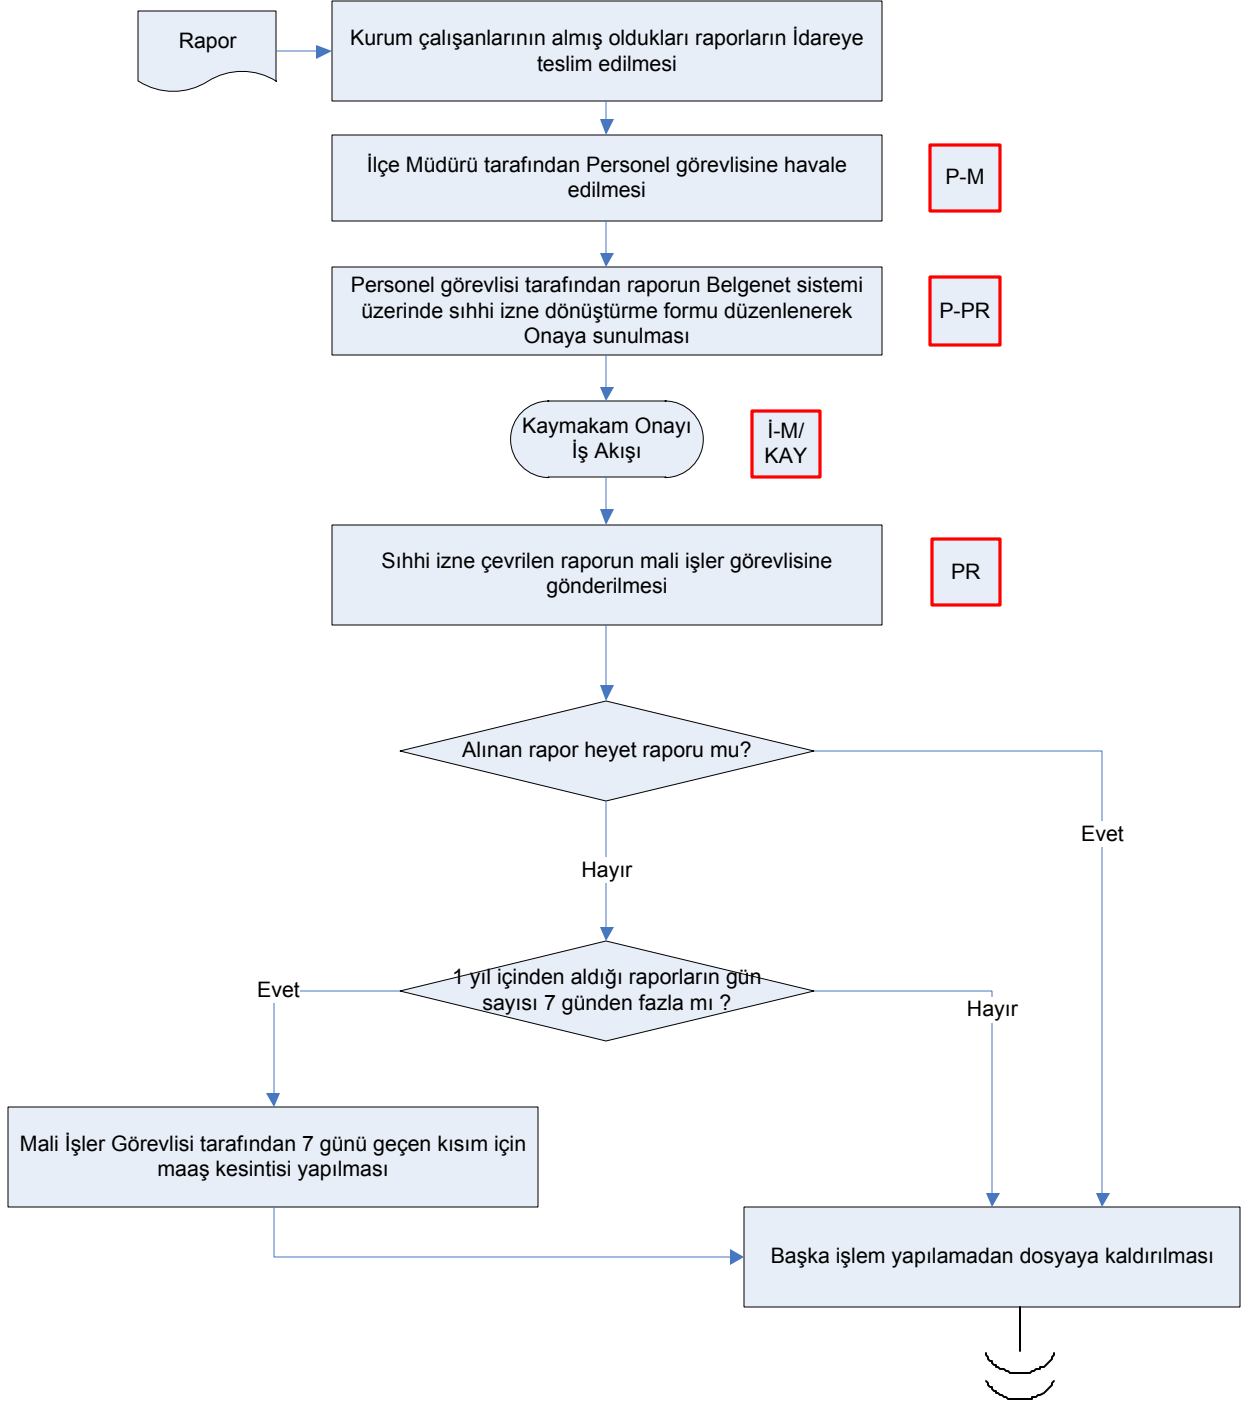 Rapor
Kurum çalışanlarının almış oldukları raporların İdareye
teslim edilmesi
İlçe Müdürü tarafından Personel görevlisine havale
edilmesi
P-M
Personel görevlisi tarafından raporun Belgenet sistemi
üzerinde sıhhi izne dönüştürme formu düzenlenerek
Onaya sunulması
P-PR
Kaymakam Onayı
İş Akışı
İ-M/
KAY
Sıhhi izne çevrilen raporun mali işler görevlisine
gönderilmesi
PR
Alınan rapor heyet raporu mu?
Evet
Hayır
1 yıl içinden aldığı raporların gün
sayısı 7 günden fazla mı ?
Evet
Hayır
Mali İşler Görevlisi tarafından 7 günü geçen kısım için
maaş kesintisi yapılması
Başka işlem yapılamadan dosyaya kaldırılması